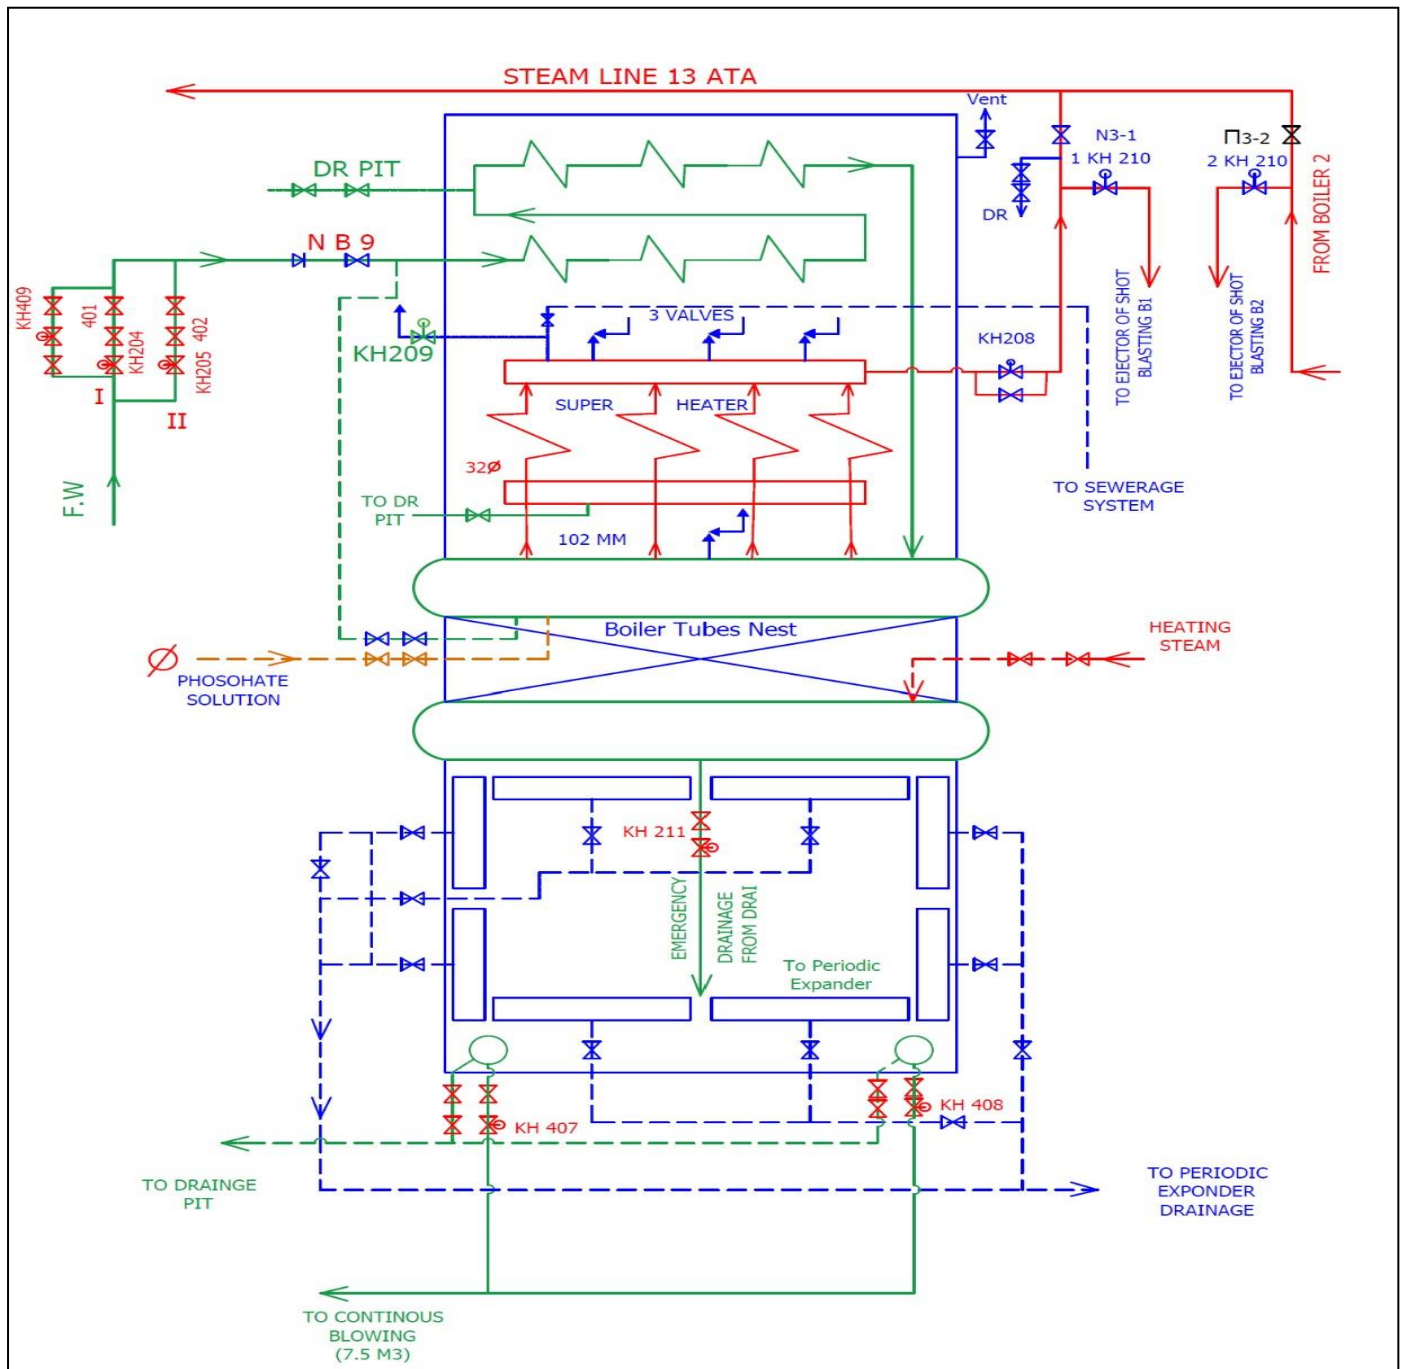 STEAM LINE 13 ATA
Vent
N3-1
1 KH 210
П3-2
2 KH 210
DR PIT
DR
FROM BOILER 2
N B 9
TO EJECTOR OF SHOT
BLASTING B1
TO EJECTOR OF SHOT
BLASTING B2
KH409
401
KH204
402
KH205
I
II
F.W
3 VALVES
KH209
KH208
SUPER
HEATER
32Ø
TO DR
PIT
102 MM
TO SEWERAGE
SYSTEM
Boiler Tubes Nest
HEATING
STEAM
Ø
PHOSOHATE
SOLUTION
KH 211
EMERGENCY
DRAINAGE
FROM DRAI
To Periodic
Expander
KH 407
KH 408
TO DRAINGE
PIT
TO PERIODIC
EXPONDER
DRAINAGE
TO CONTINOUS
BLOWING
(7.5 M3)